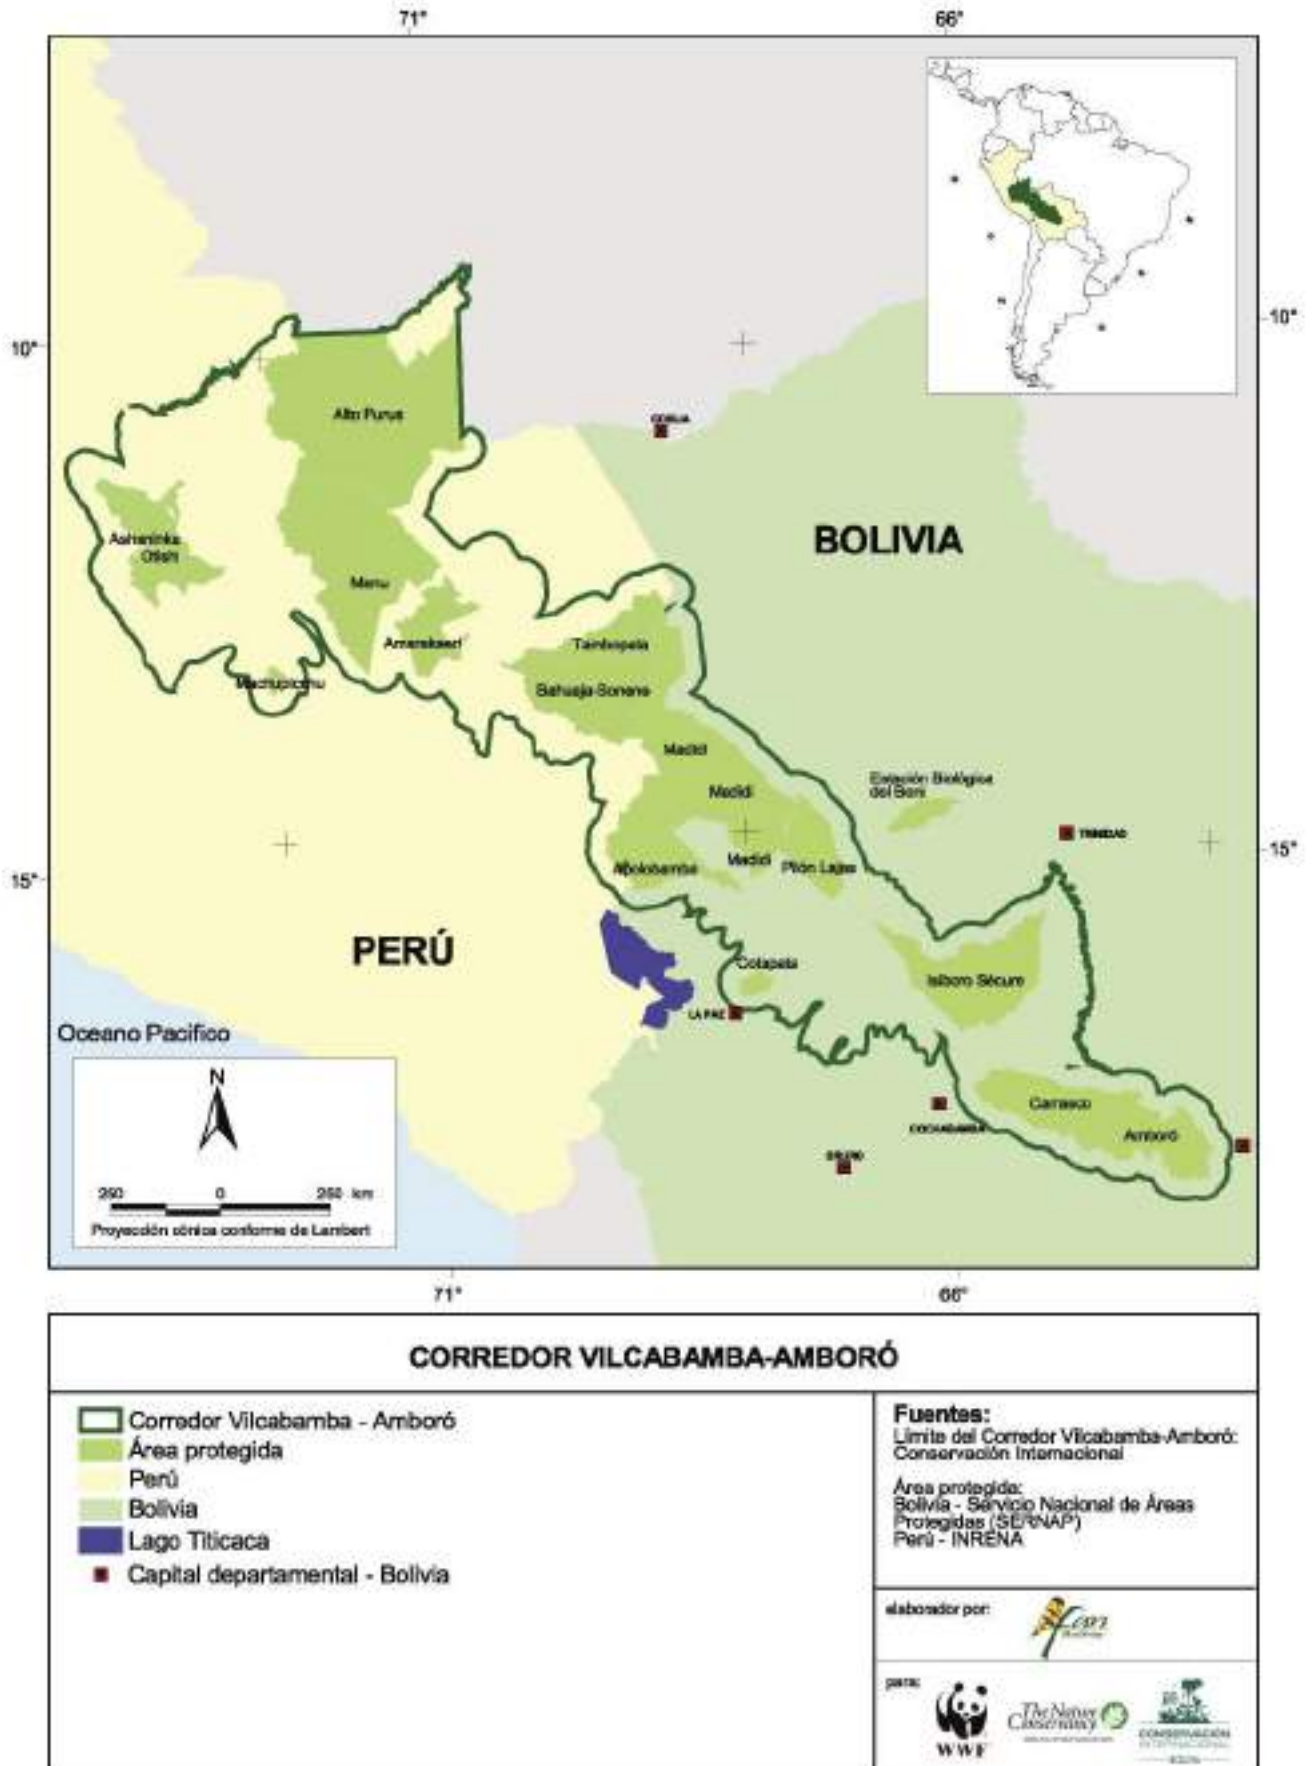 71°
66°
10°
10°
Alto Purus
BOLIVIA
Ashaninka
Otishi
Manu
Amarakaeri
Tambopata
Machupicchu
Bahuaja-Sonene
Madidi
Estación Biológica
del Beni
Madidi
TRINIDAD
15°
Apolobamba
Madidi
Pilón Lajas
15°
PERÚ
Cotapata
Isiboro Sécure
LA PAZ
Oceano Pacifico
N
Carrasco
COCHABAMBA
Amboró
ORURO
250 0 250 km
Proyección cónica conforme de Lambert
71°
66°
CORREDOR VILCABAMBA-AMBORÓ
Corredor Vilcabamba - Amboró
Área protegida
Perú
Bolivia
Lago Titicaca
Capital departamental - Bolivia
Fuentes:
Límite del Corredor Vilcabamba-Amboró:
Conservación Internacional
Área protegida:
Bolivia - Servicio Nacional de Áreas
Protegidas (SERNAP)
Perú - INRENA
elaborador por:
fan
para:
WWF
The Nature
Conservancy
CONSERVACIÓN
INTERNACIONAL